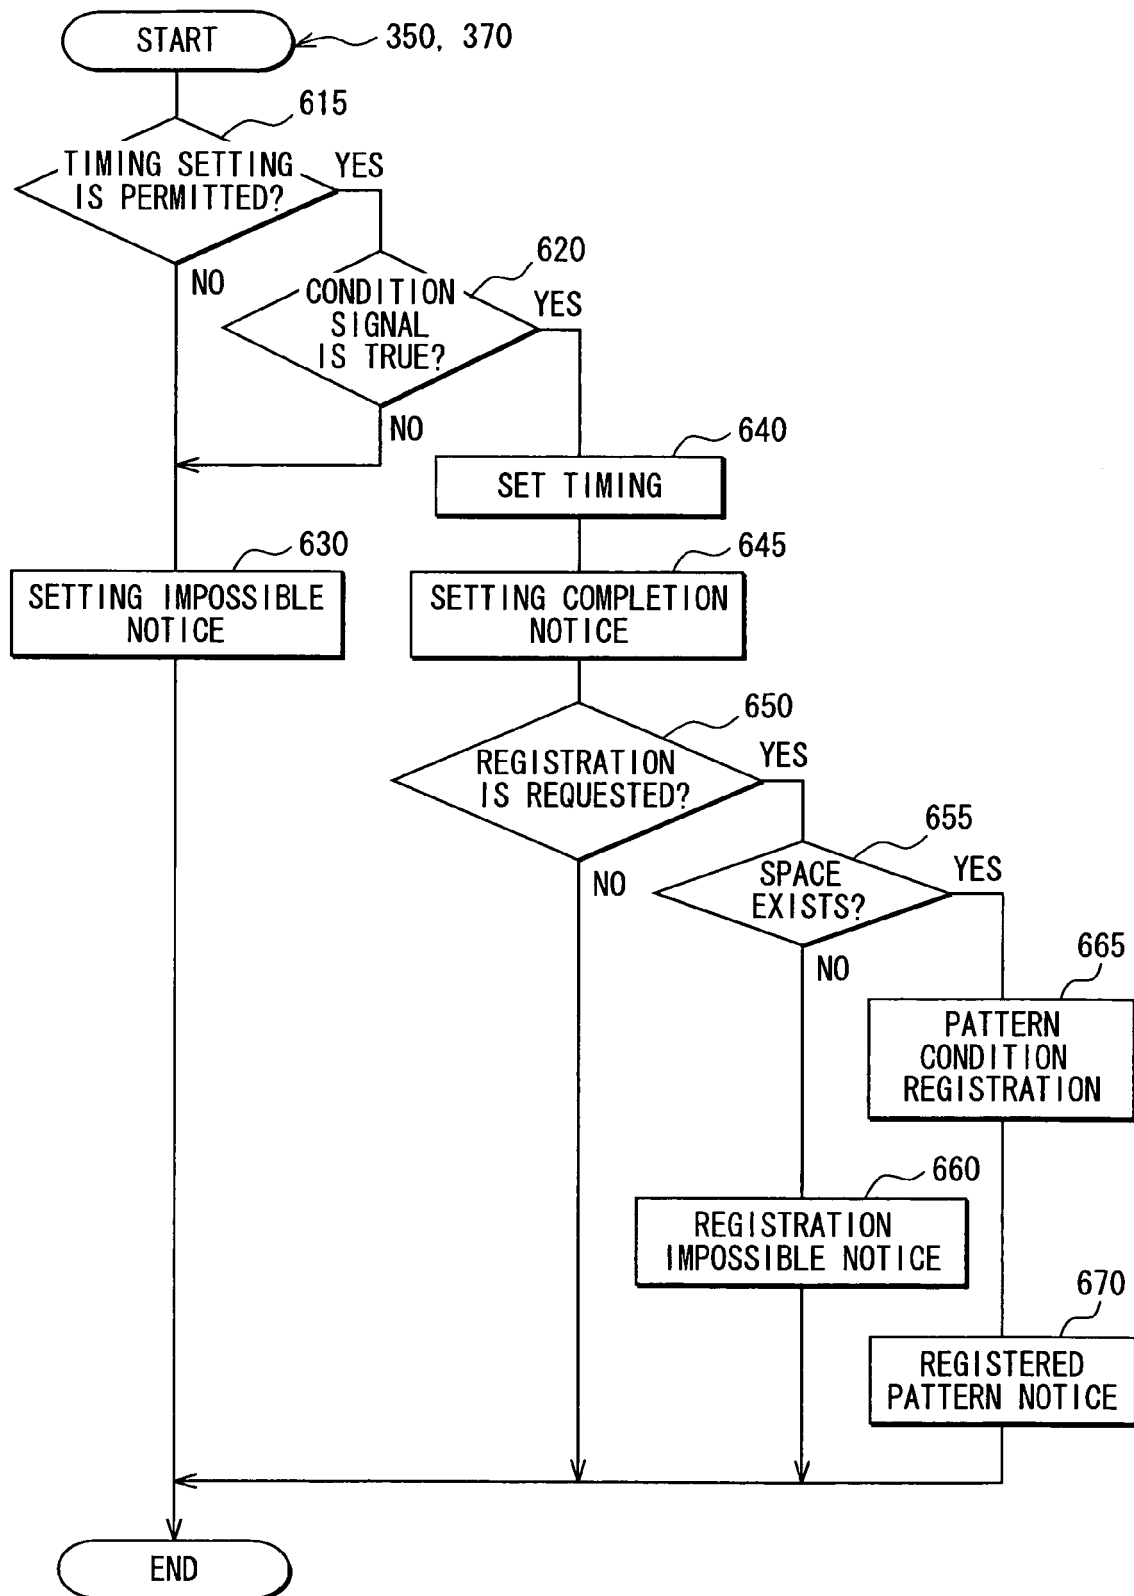 START
350, 370
615
TIMING SETTING
IS PERMITTED?
YES
NO
620
CONDITION
SIGNAL
IS TRUE?
YES
NO
640
SET TIMING
630
SETTING IMPOSSIBLE
NOTICE
645
SETTING COMPLETION
NOTICE
650
REGISTRATION
IS REQUESTED?
YES
NO
655
SPACE
EXISTS?
YES
NO
665
PATTERN
CONDITION
REGISTRATION
660
REGISTRATION
IMPOSSIBLE NOTICE
670
REGISTERED
PATTERN NOTICE
END